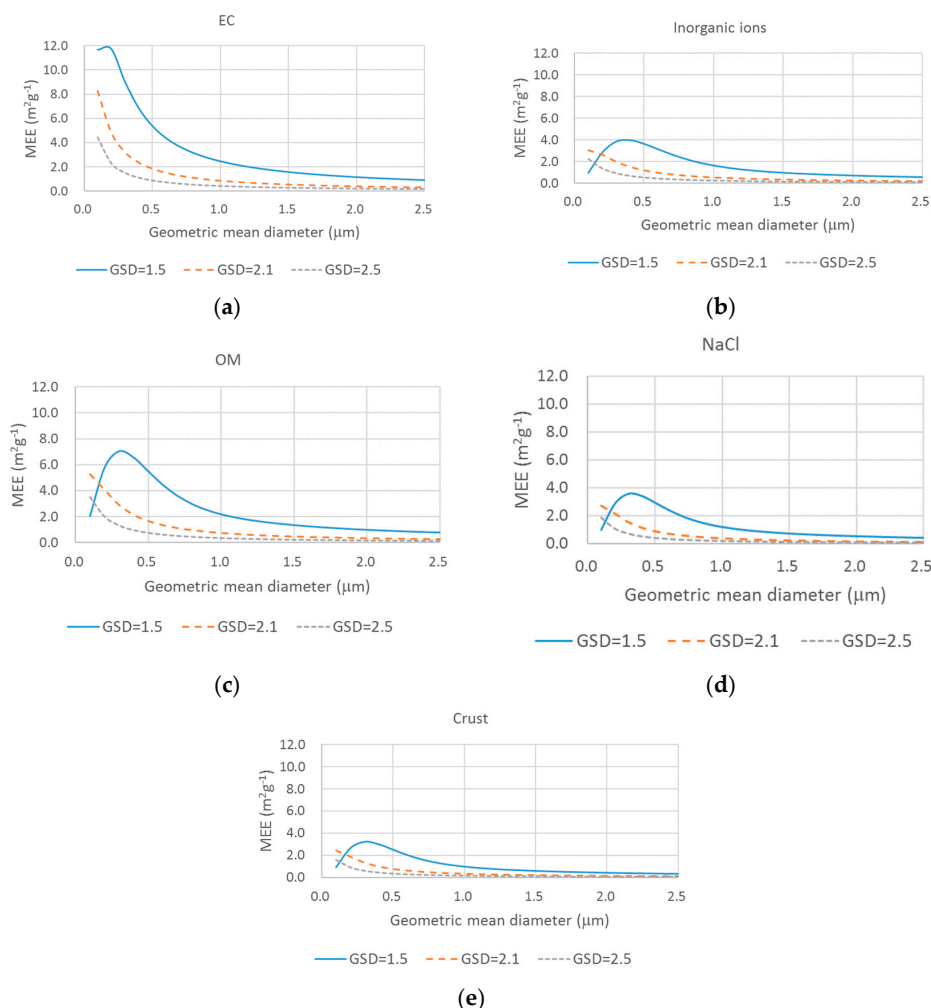 EC
12.0
10.0
8.0
6.0
4.0
2.0
0.0
MEE (m²g⁻¹)
0.0 0.5 1.0 1.5 2.0 2.5
Geometric mean diameter (μm)
GSD=1.5 GSD=2.1 GSD=2.5
(a)
Inorganic ions
12.0
10.0
8.0
6.0
4.0
2.0
0.0
MEE (m²g⁻¹)
0.0 0.5 1.0 1.5 2.0 2.5
Geometric mean diameter (μm)
GSD=1.5 GSD=2.1 GSD=2.5
(b)
OM
12.0
10.0
8.0
6.0
4.0
2.0
0.0
MEE (m²g⁻¹)
0.0 0.5 1.0 1.5 2.0 2.5
Geometric mean diameter (μm)
GSD=1.5 GSD=2.1 GSD=2.5
(c)
NaCl
12.0
10.0
8.0
6.0
4.0
2.0
0.0
MEE (m²g⁻¹)
0.0 0.5 1.0 1.5 2.0 2.5
Geometric mean diameter (μm)
GSD=1.5 GSD=2.1 GSD=2.5
(d)
Crust
12.0
10.0
8.0
6.0
4.0
2.0
0.0
MEE (m²g⁻¹)
0.0 0.5 1.0 1.5 2.0 2.5
Geometric mean diameter (μm)
GSD=1.5 GSD=2.1 GSD=2.5
(e)